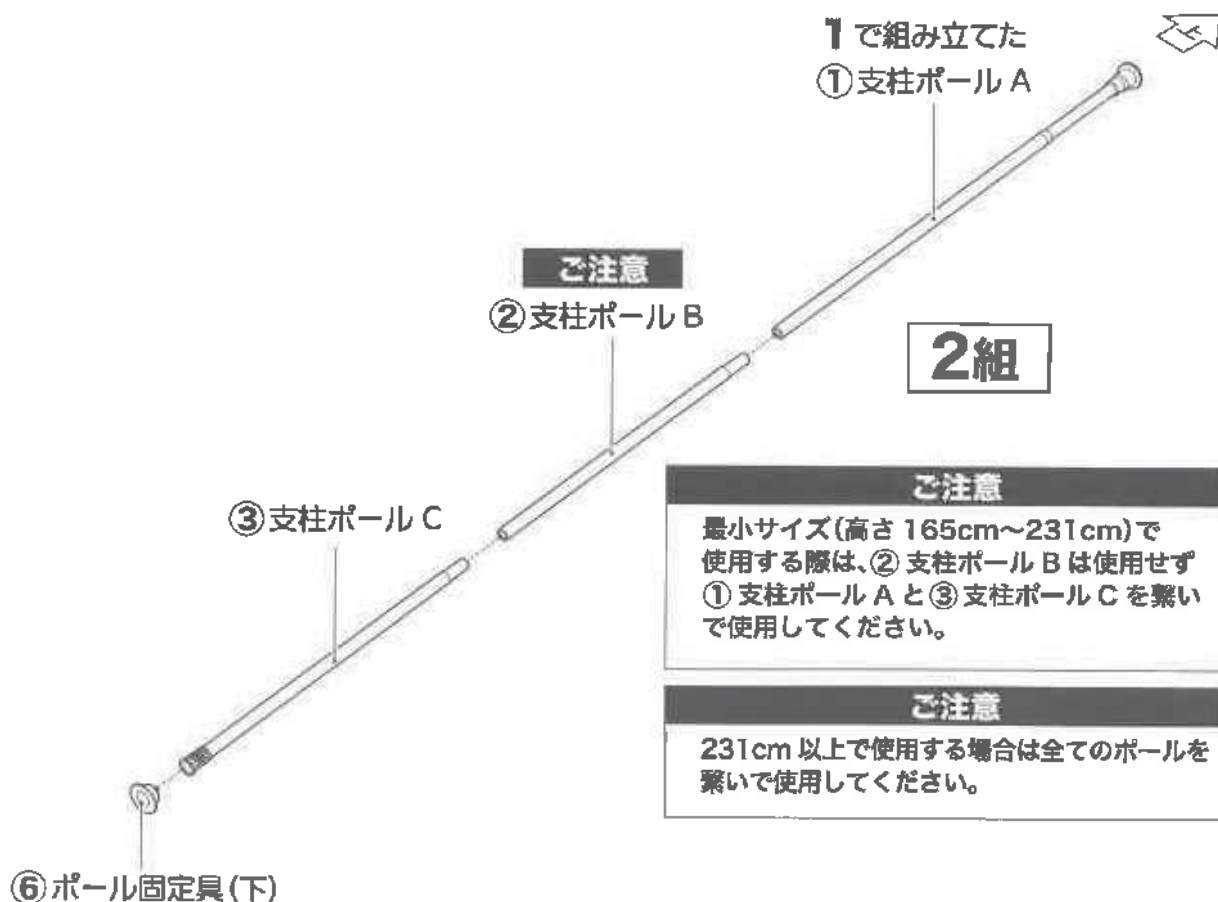 1 で組み立てた
①支柱ポール A
ご注意
②支柱ポール B
2組
③支柱ポール C
ご注意
最小サイズ(高さ 165cm～231cm)で
使用する際は、② 支柱ポール B は使用せず
① 支柱ポール A と③ 支柱ポール C を繋い
で使用してください。
ご注意
231cm 以上で使用する場合は全てのポールを
繋いで使用してください。
⑥ポール固定具(下)